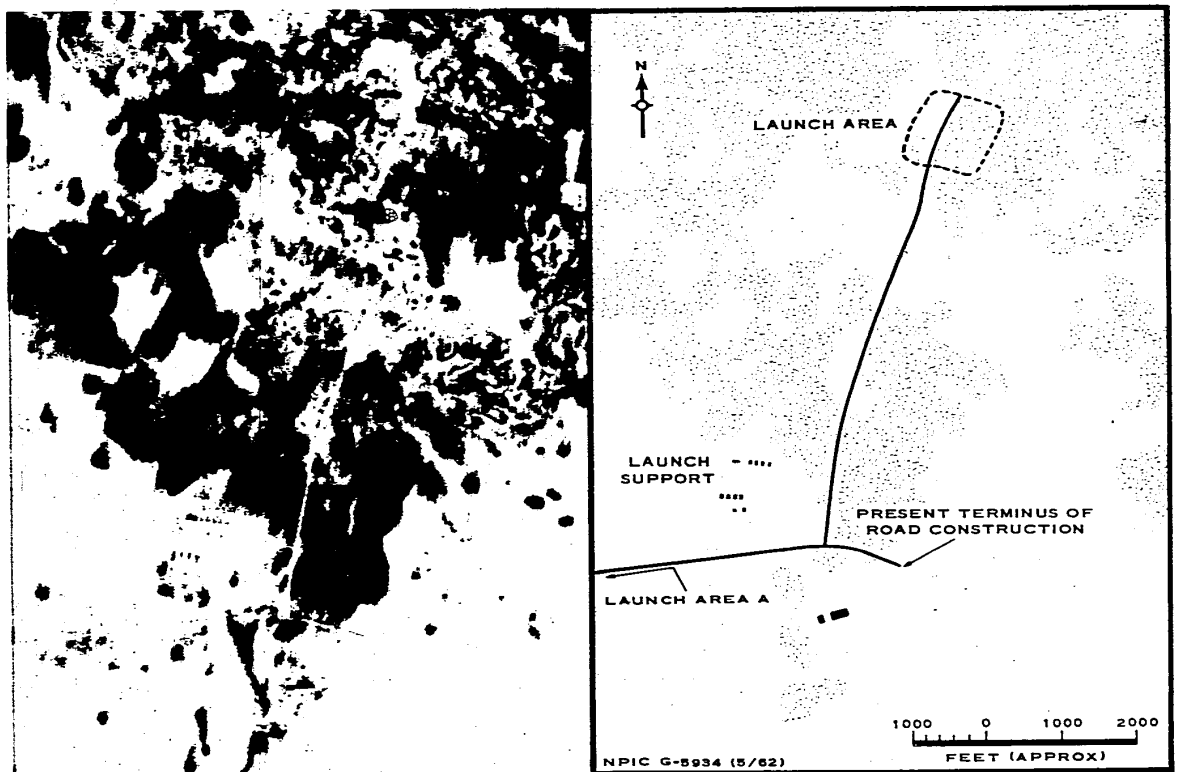 N
LAUNCH AREA
LAUNCH
SUPPORT
PRESENT TERMINUS OF
ROAD CONSTRUCTION
LAUNCH AREA A
1000 0 1000 2000
FEET (APPROX)
NPIC G-5934 (5/62)